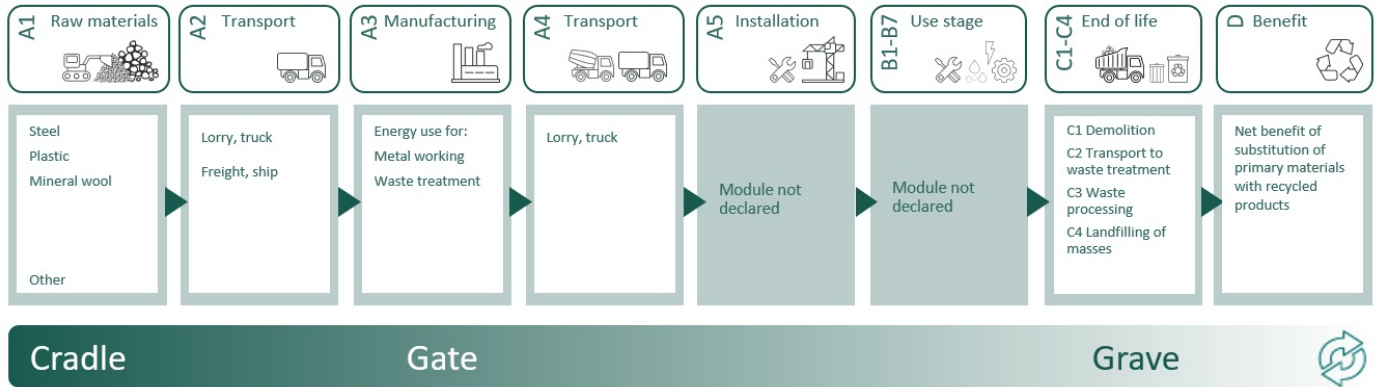 A1 Raw materials
Steel
Plastic
Mineral wool
Other
A2 Transport
Lorry, truck
Freight, ship
A3 Manufacturing
Energy use for:
Metal working
Waste treatment
A4 Transport
Lorry, truck
A5 Installation
Module not
declared
B1-B7 Use stage
Module not
declared
C1-C4 End of life
C1 Demolition
C2 Transport to
waste treatment
C3 Waste
processing
C4 Landfilling of
masses
D Benefit
Net benefit of
substitution of
primary materials
with recycled
products
Cradle
Gate
Grave